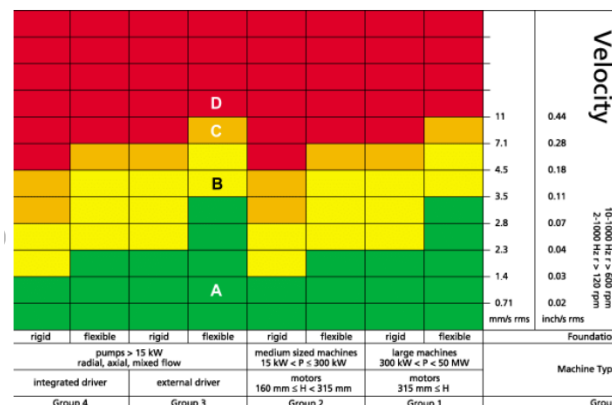 D
C
B
A
Velocity
10-1000 Hz r > 600 rpm
2-1000 Hz r > 120 rpm
11 0.44
7.1 0.28
4.5 0.18
3.5 0.11
2.8 0.07
2.3 0.04
1.4 0.03
0.71 0.02
mm/s rms inch/s rms
rigid flexible rigid flexible rigid flexible rigid flexible Foundatio
pumps > 15 kW medium sized machines large machines
radial, axial, mixed flow 15 kW < P ≤ 300 kW 300 kW < P < 50 MW
Machine Typ
integrated driver external driver motors motors
160 mm ≤ H < 315 mm 315 mm ≤ H
Group 4 Group 3 Group 2 Group 1 Grou